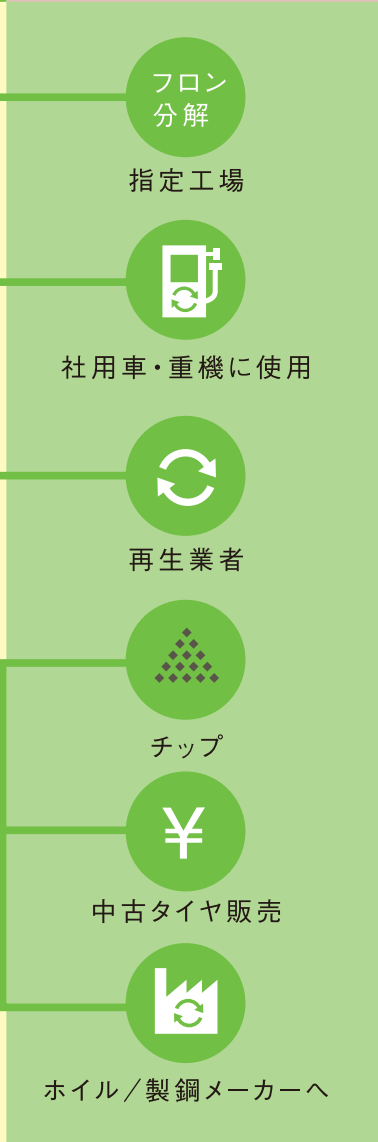 フロン
分解
指定工場
社用車・重機に使用
再生業者
チップ
¥
中古タイヤ販売
ホイル／製鋼メーカーへ